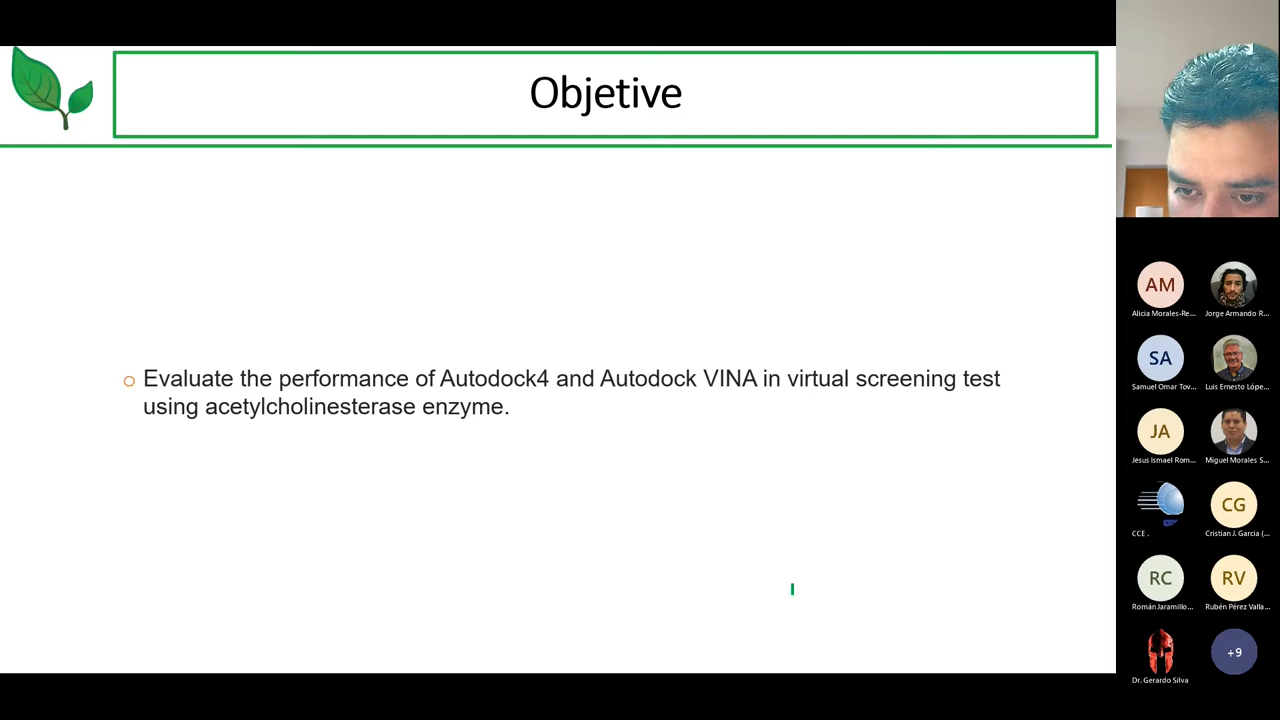 Objetive
Evaluate the performance of Autodock4 and Autodock VINA in virtual screening test
using acetylcholinesterase enzyme.
AM
Alicia Morales-Re...
Jorge Armando R...
SA
Samuel Omar Tov...
Luis Ernesto Lópe...
JA
Jesus Ismael Rom...
Miguel Morales S...
CCE .
CG
Cristian J. Garcia (...
RC
Román Jaramillo...
RV
Rubén Pérez Valla...
Dr. Gerardo Silva
+9